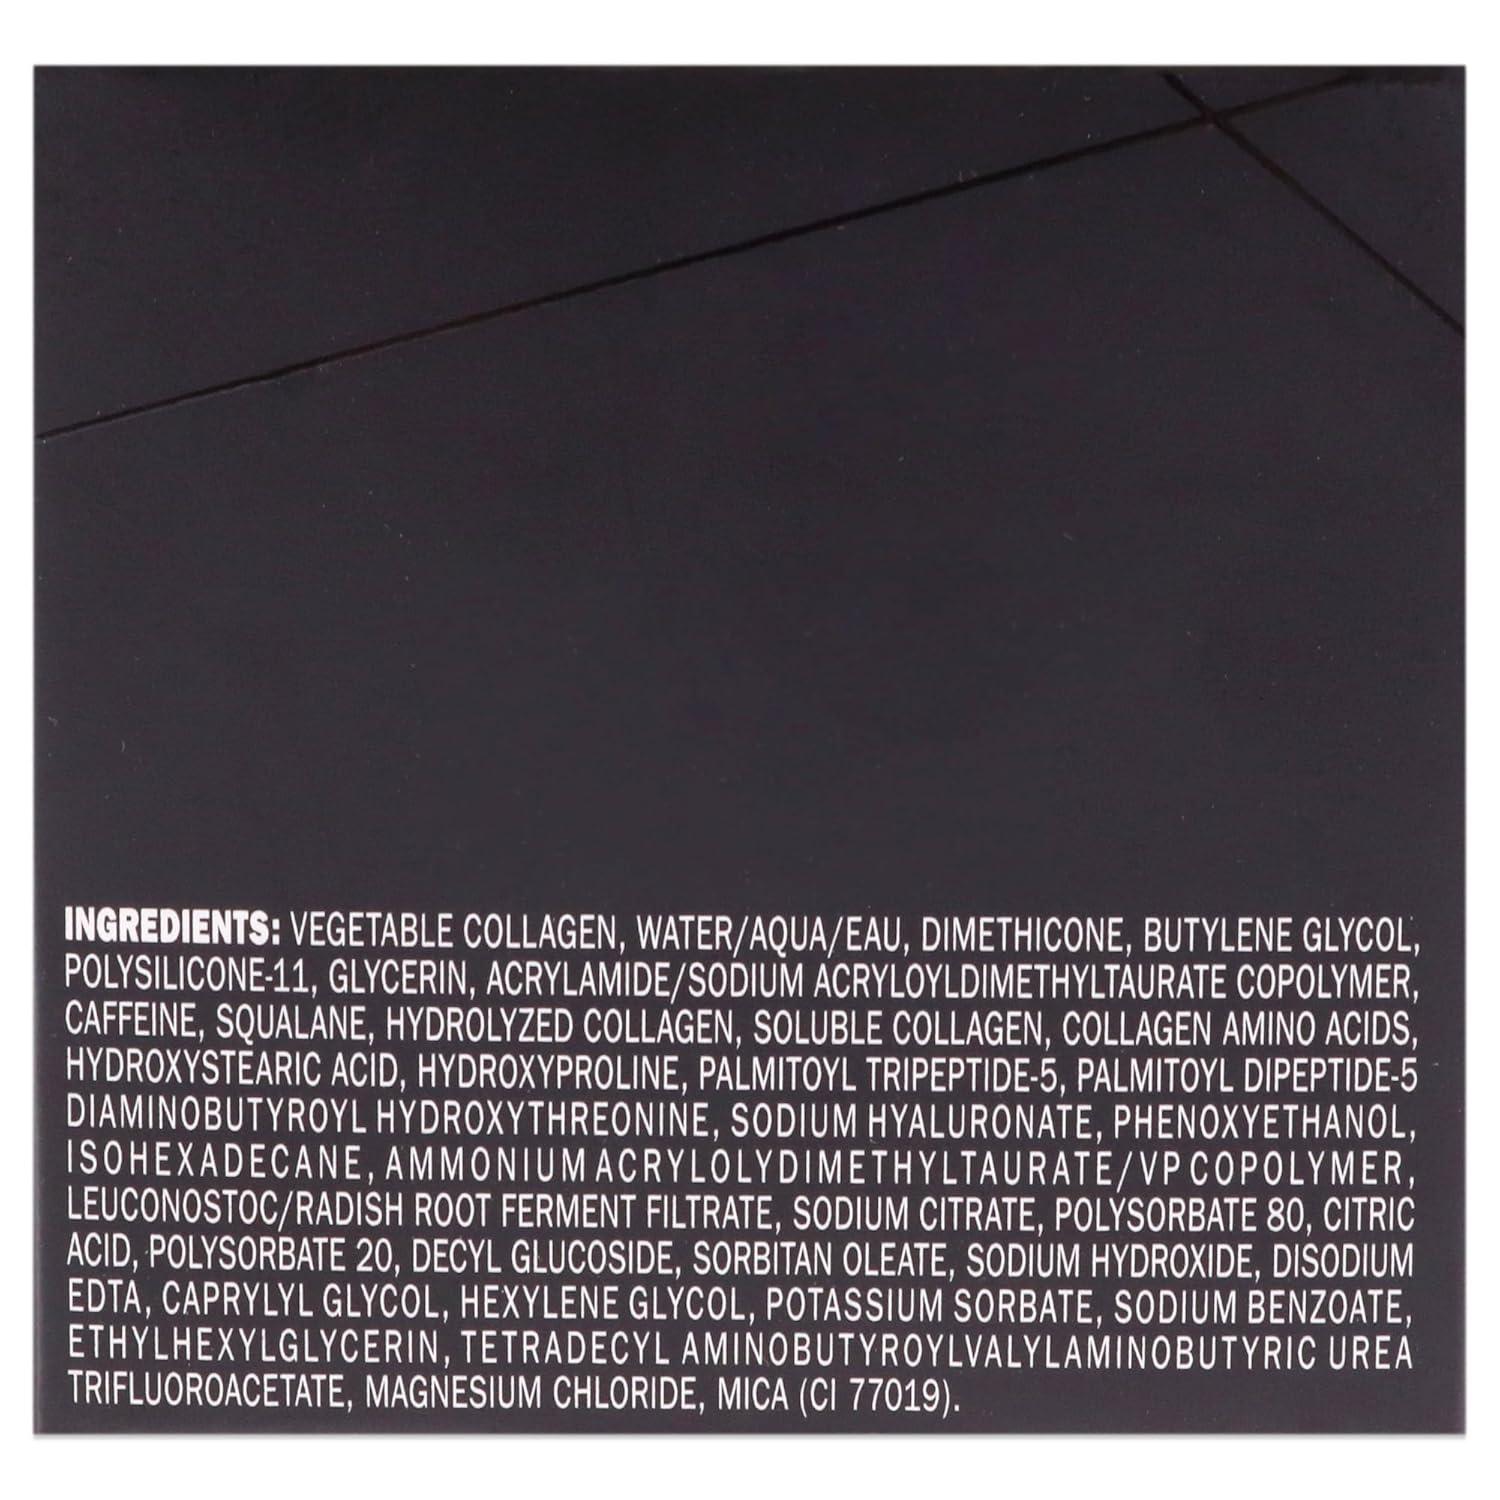 INGREDIENTS: VEGETABLE COLLAGEN, WATER/AQUA/EAU, DIMETHICONE, BUTYLENE GLYCOL,
POLYSILICONE-11, GLYCERIN, ACRYLAMIDE/SODIUM ACRYLOYLDIMETHYLTAURATE COPOLYMER,
CAFFEINE, SQUALANE, HYDROLYZED COLLAGEN, SOLUBLE COLLAGEN, COLLAGEN AMINO ACIDS,
HYDROXYSTEARIC ACID, HYDROXYPROLINE, PALMITOYL TRIPEPTIDE-5, PALMITOYL DIPEPTIDE-5
DIAMINOBUTYROYL HYDROXYTHREONINE, SODIUM HYALURONATE, PHENOXYETHANOL,
ISOHEXADECANE, AMMONIUM ACRYLOLYDIMETHYLTAURATE/VP COPOLYMER,
LEUCONOSTOC/RADISH ROOT FERMENT FILTRATE, SODIUM CITRATE, POLYSORBATE 80, CITRIC
ACID, POLYSORBATE 20, DECYL GLUCOSIDE, SORBITAN OLEATE, SODIUM HYDROXIDE, DISODIUM
EDTA, CAPRYLYL GLYCOL, HEXYLENE GLYCOL, POTASSIUM SORBATE, SODIUM BENZOATE,
ETHYLHEXYLGLYCERIN, TETRADECYL AMINOBUTYROYLVALYLAMINOBUTYRIC UREA
TRIFLUOROACETATE, MAGNESIUM CHLORIDE, MICA (CI 77019).